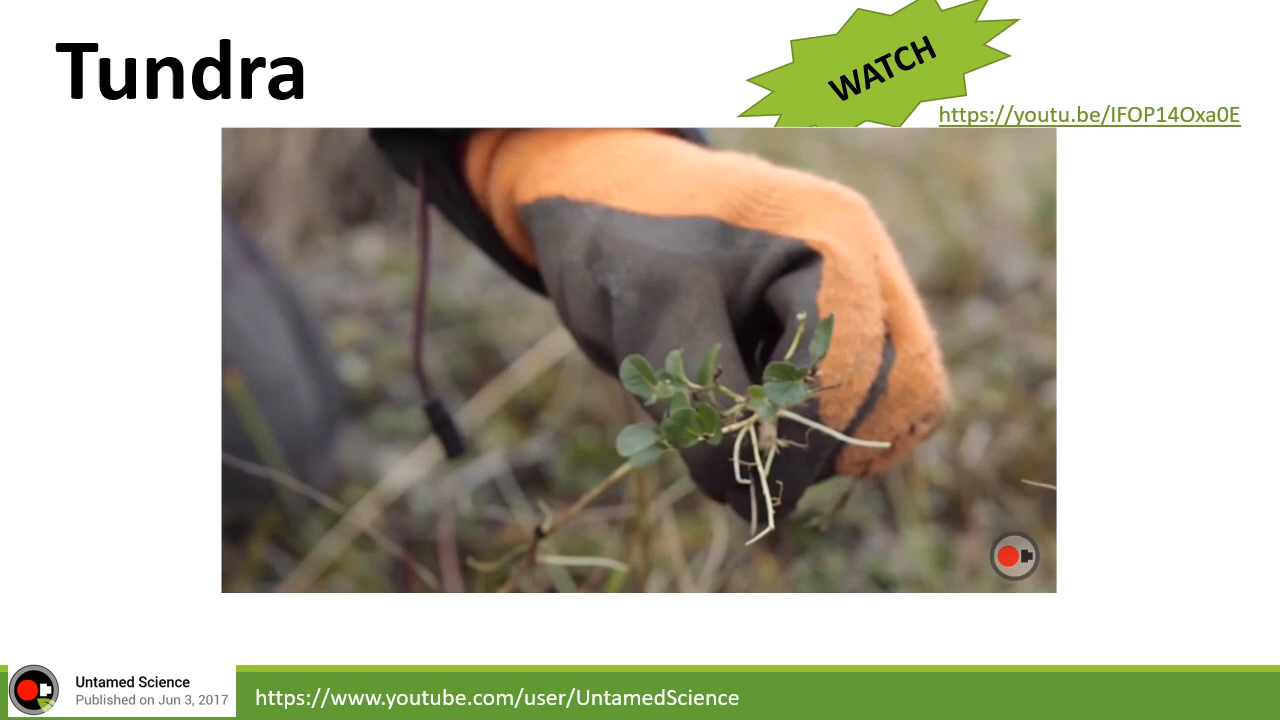 Tundra
WATCH
https://youtu.be/IFOP14Oxa0E
Untamed Science
Published on Jun 3, 2017
https://www.youtube.com/user/UntamedScience